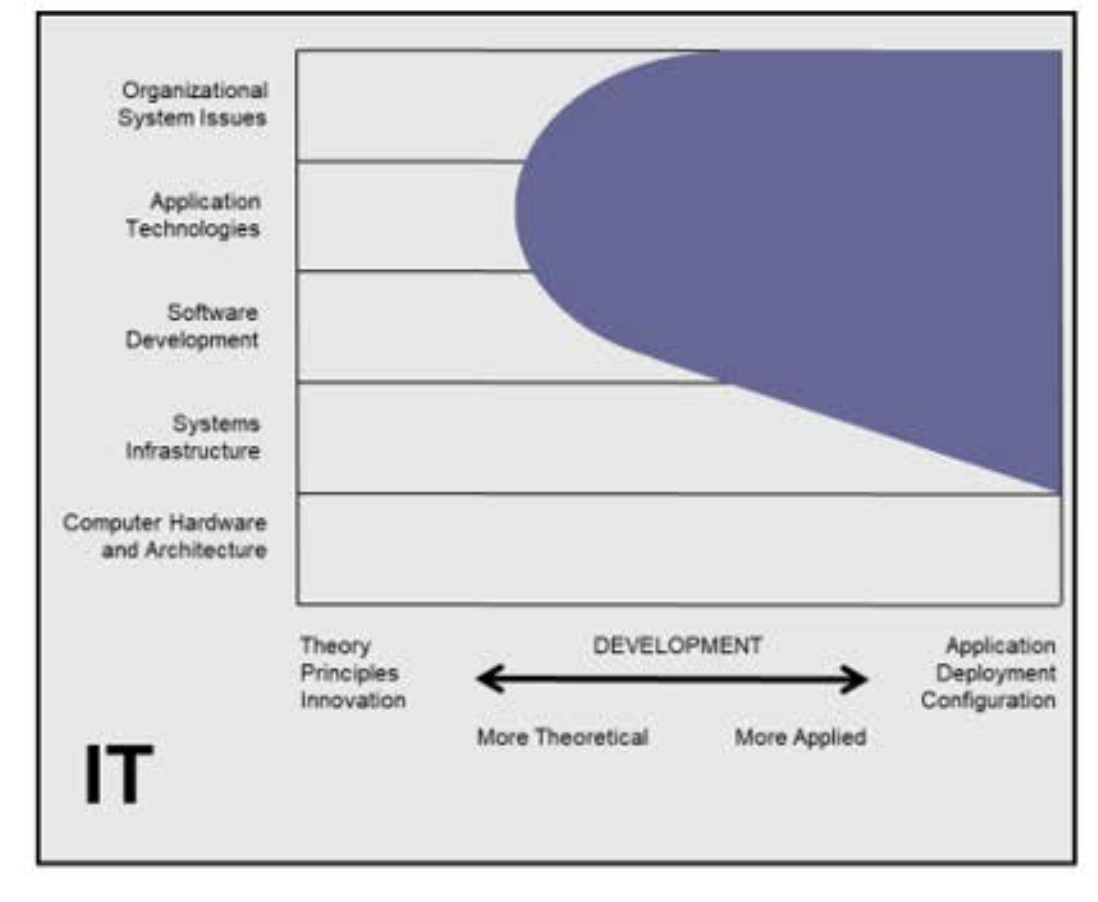 Organizational
System Issues
Application
Technologies
Software
Development
Systems
Infrastructure
Computer Hardware
and Architecture
Theory
Principles
Innovation
DEVELOPMENT
More Theoretical
More Applied
Application
Deployment
Configuration
IT